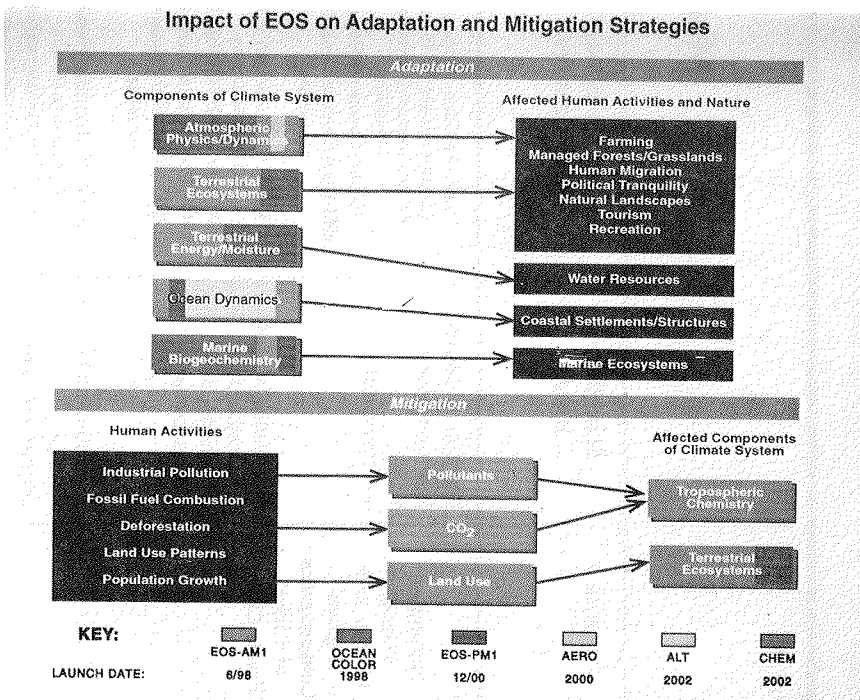 Impact of EOS on Adaptation and Mitigation Strategies
Adaptation
Components of Climate System
Affected Human Activities and Nature
Atmospheric
Physics/Dynamics
Terrestrial
Ecosystems
Terrestrial
Energy/Moisture
Ocean Dynamics
Marine
Biogeochemistry
Farming
Managed Forests/Grasslands
Human Migration
Political Tranquility
Natural Landscapes
Tourism
Recreation
Water Resources
Coastal Settlements/Structures
Marine Ecosystems
Mitigation
Human Activities
Affected Components
of Climate System
Industrial Pollution
Fossil Fuel Combustion
Deforestation
Land Use Patterns
Population Growth
Pollutants
CO2
Land Use
Tropospheric
Chemistry
Terrestrial
Ecosystems
KEY:
EOS-AM1
OCEAN
COLOR
EOS-PM1
AERO
ALT
CHEM
LAUNCH DATE:
6/98
1998
12/00
2000
2002
2002